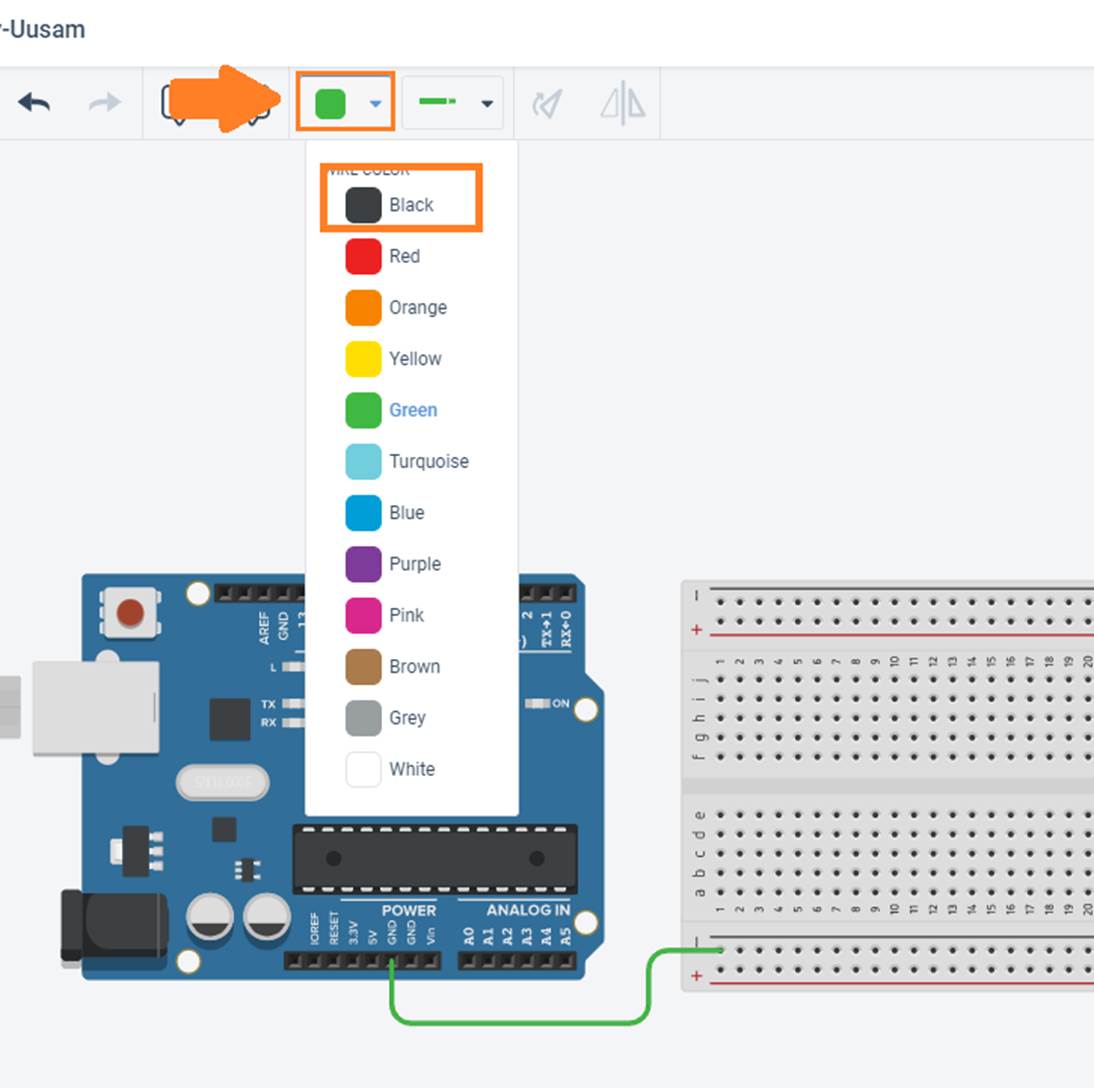 -Uusam
WIRE COLOR
Black
Red
Orange
Yellow
Green
Turquoise
Blue
Purple
Pink
Brown
Grey
White
AREF
GND
13
2
TX→1
RX←0
L
TX
RX
ON
POWER
ANALOG IN
IOREF
RESET
3.3V
5V
GND
GND
Vin
A0
A1
A2
A3
A4
A5
− 
+
1 2 3 4 5 6 7 8 9 10 11 12 13 14 15 16 17 18 19 20
j
i
h
g
f
e
d
c
b
a
1 2 3 4 5 6 7 8 9 10 11 12 13 14 15 16 17 18 19 20
−
+